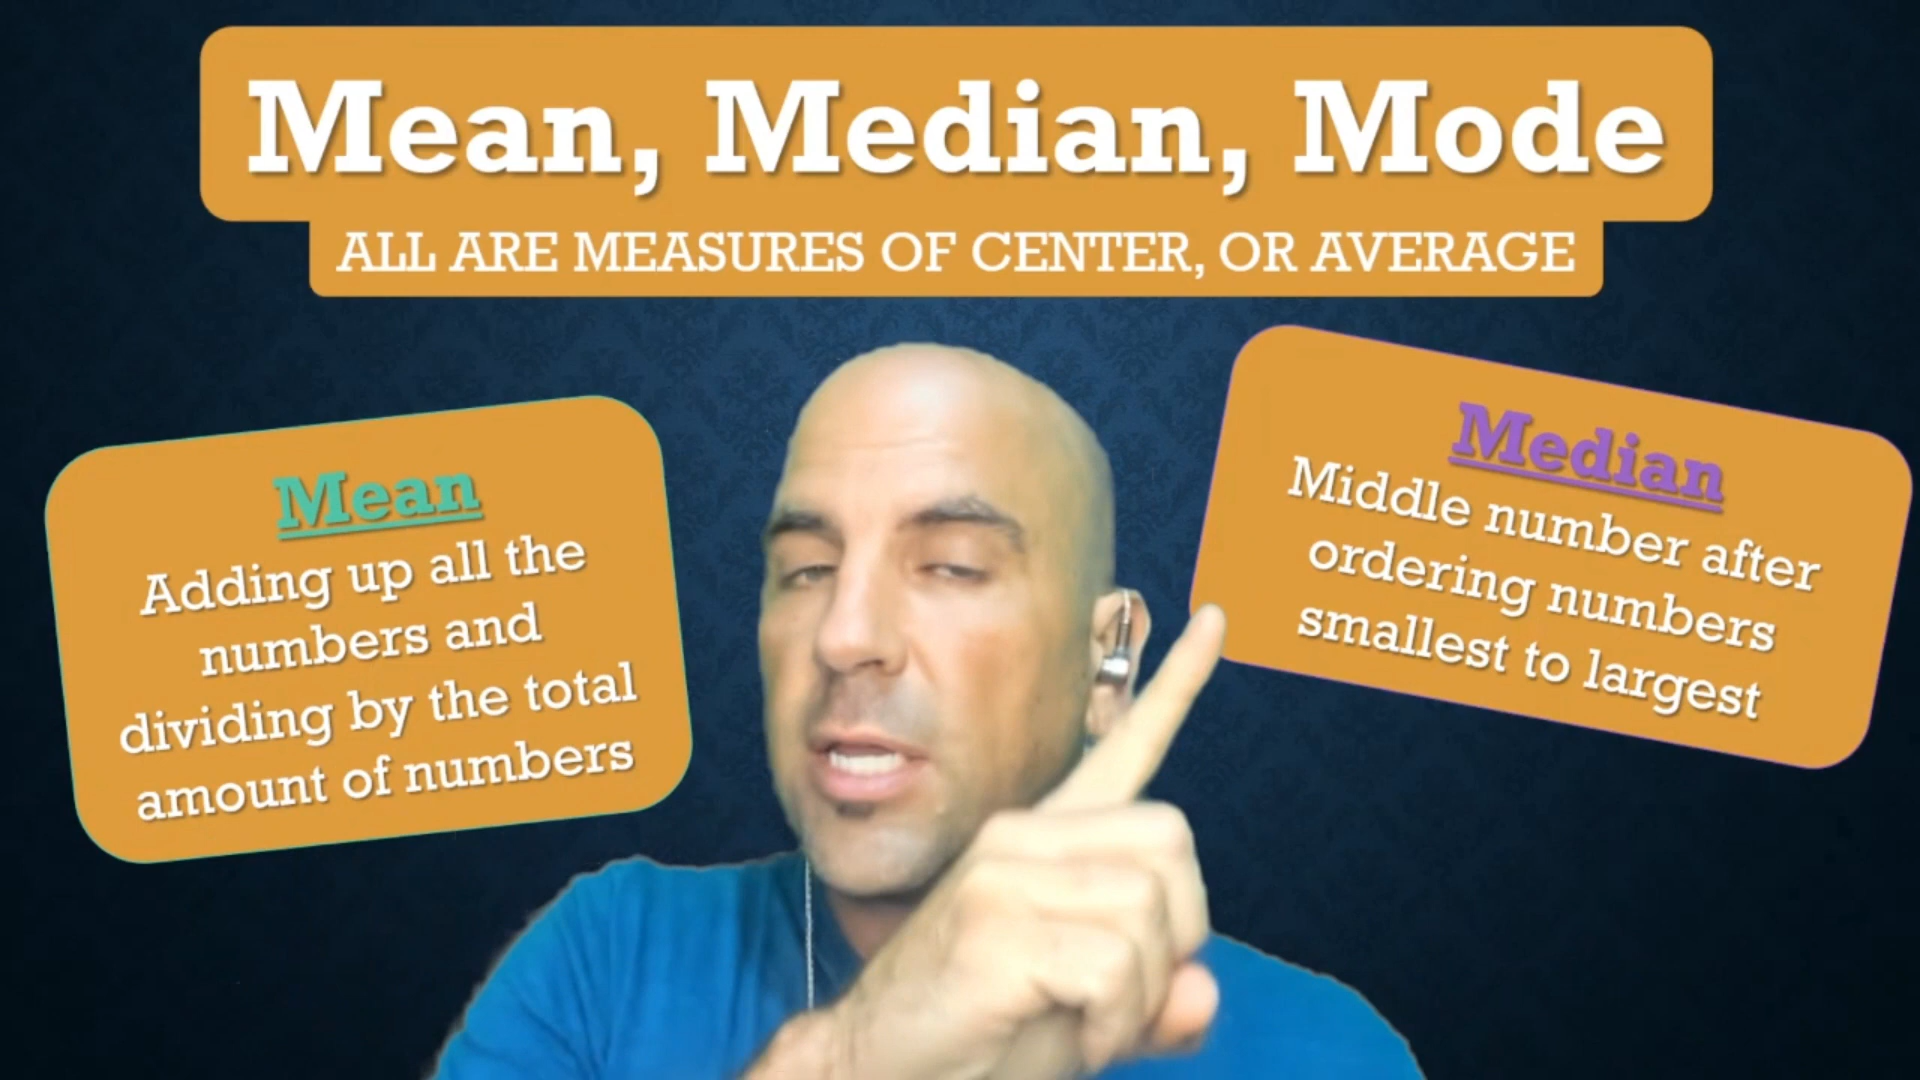 Mean, Median, Mode
ALL ARE MEASURES OF CENTER, OR AVERAGE
Mean
Adding up all the
numbers and
dividing by the total
amount of numbers
Median
Middle number after
ordering numbers
smallest to largest